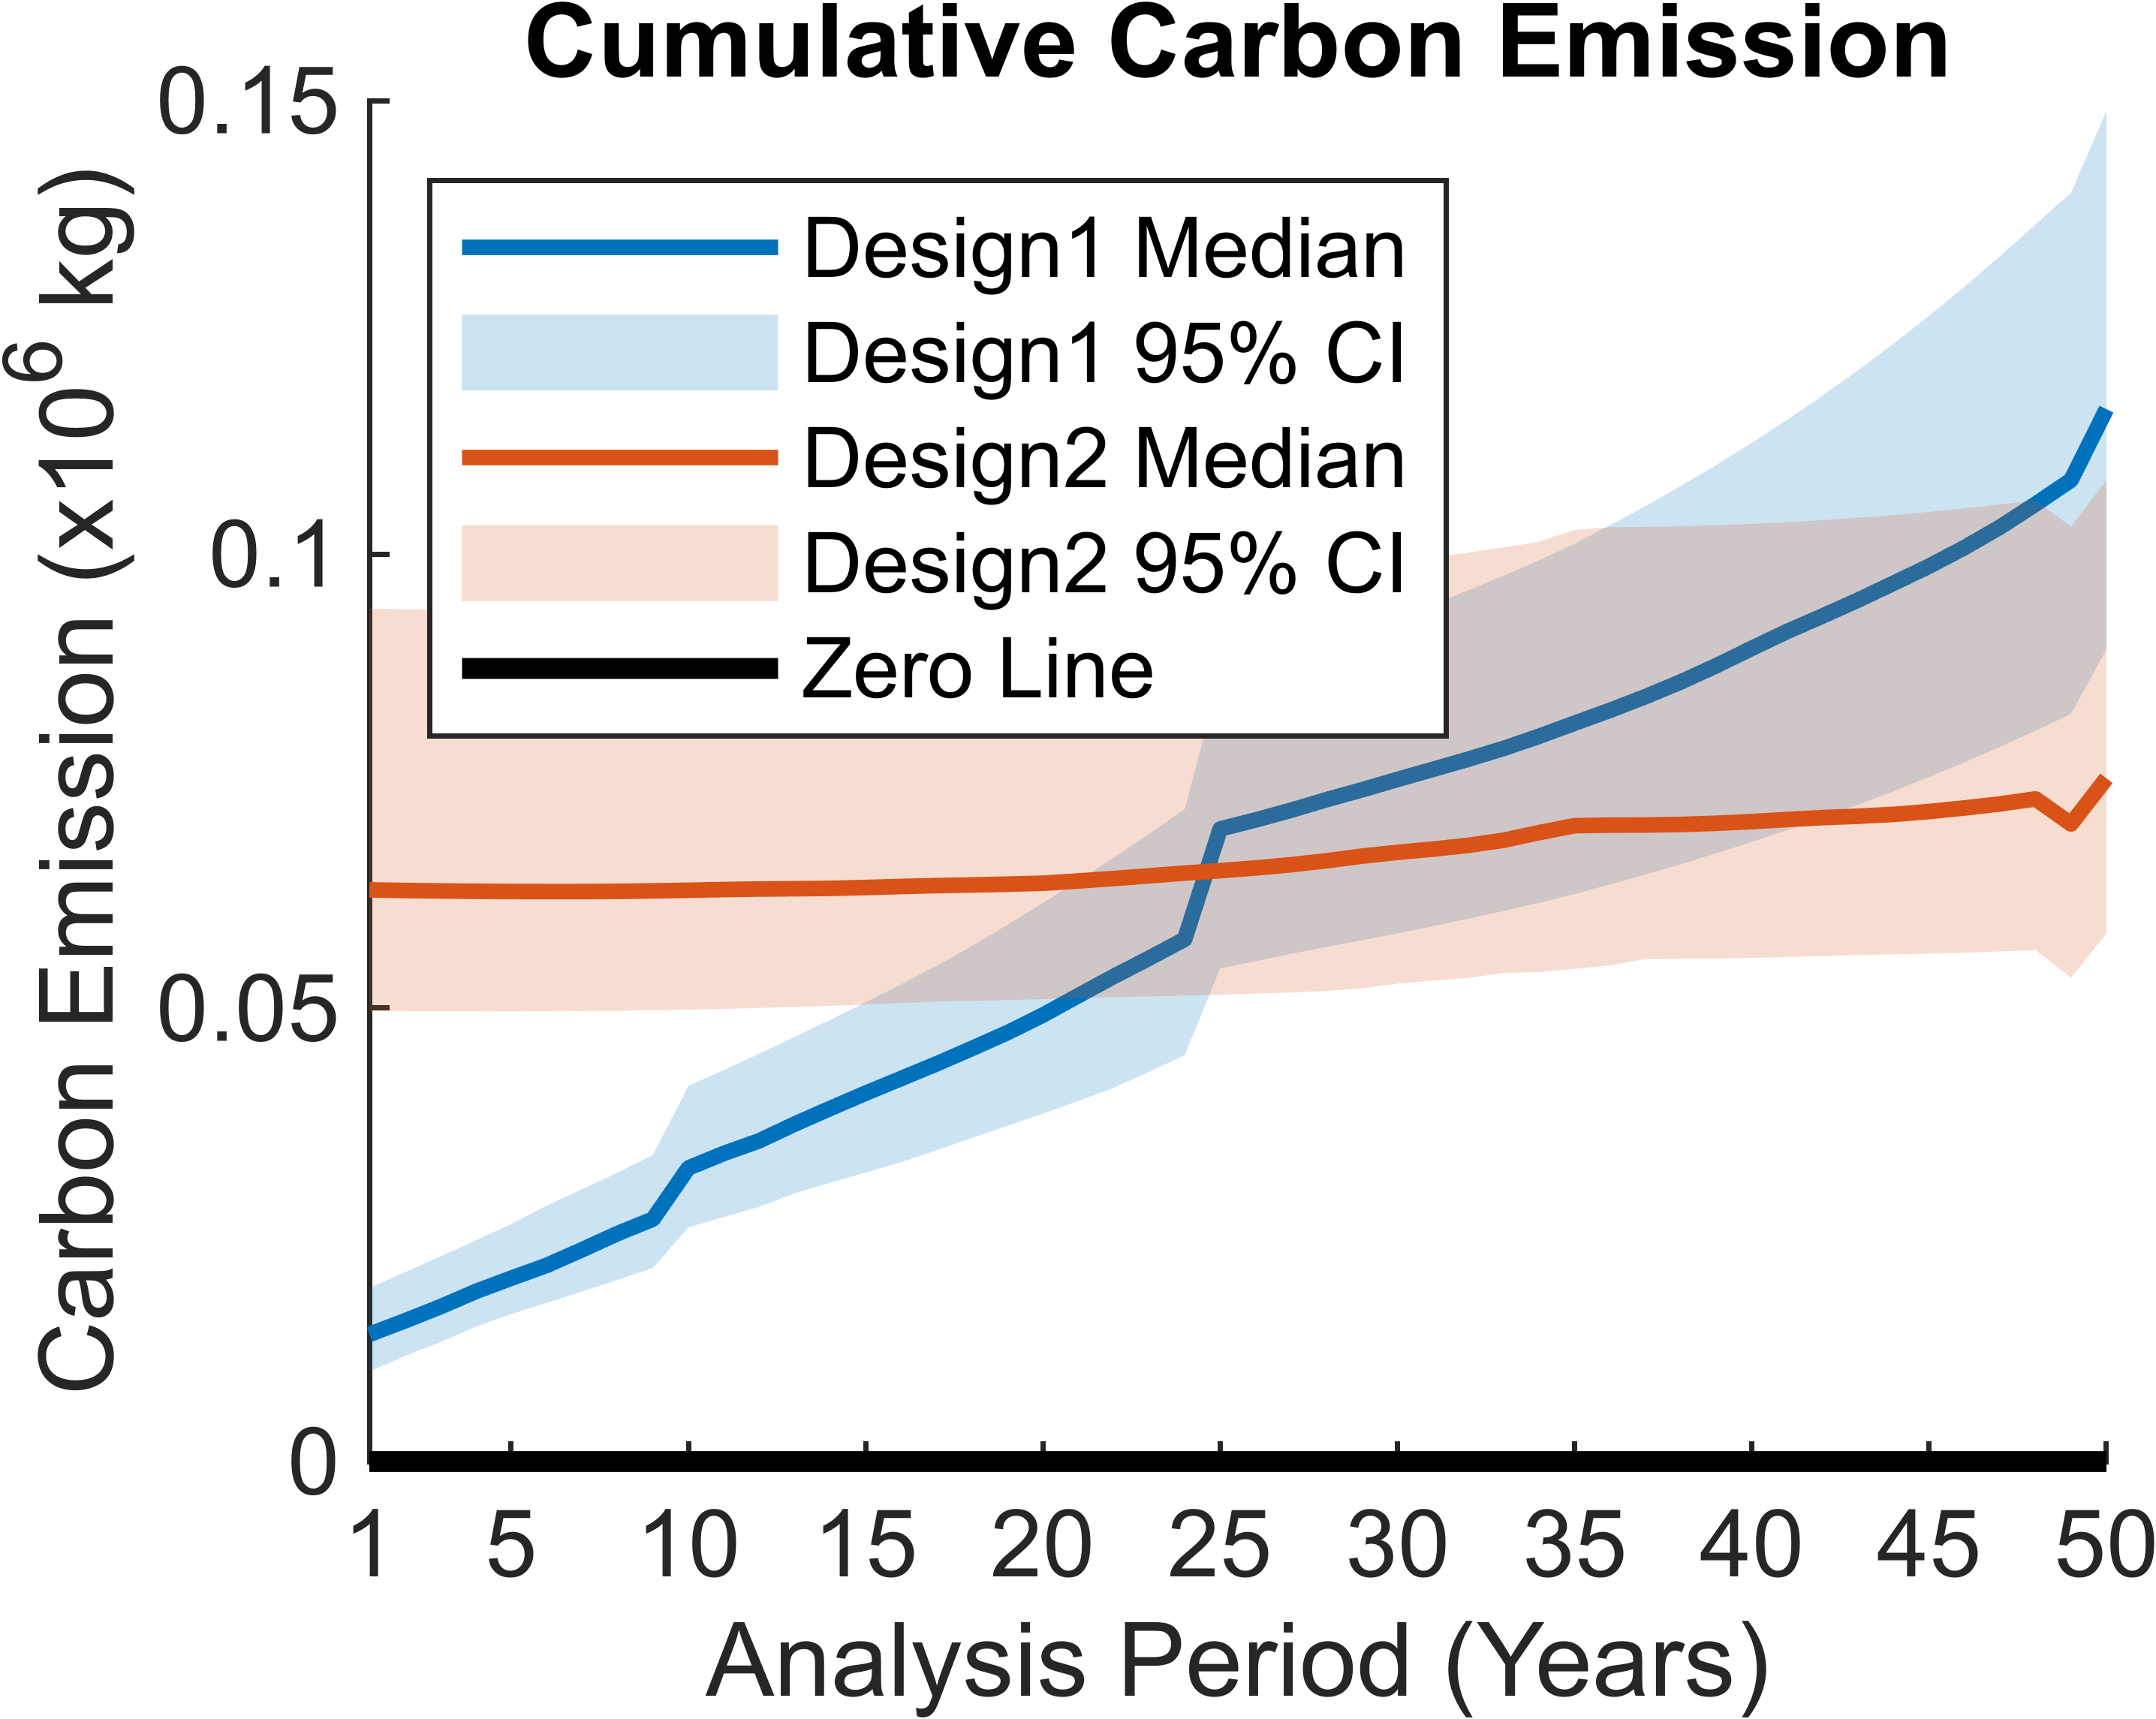 Cumulative Carbon Emission
Carbon Emission (x10⁶ kg)
0.15
0.1
0.05
0
Design1 Median
Design1 95% CI
Design2 Median
Design2 95% CI
Zero Line
1 5 10 15 20 25 30 35 40 45 50
Analysis Period (Years)